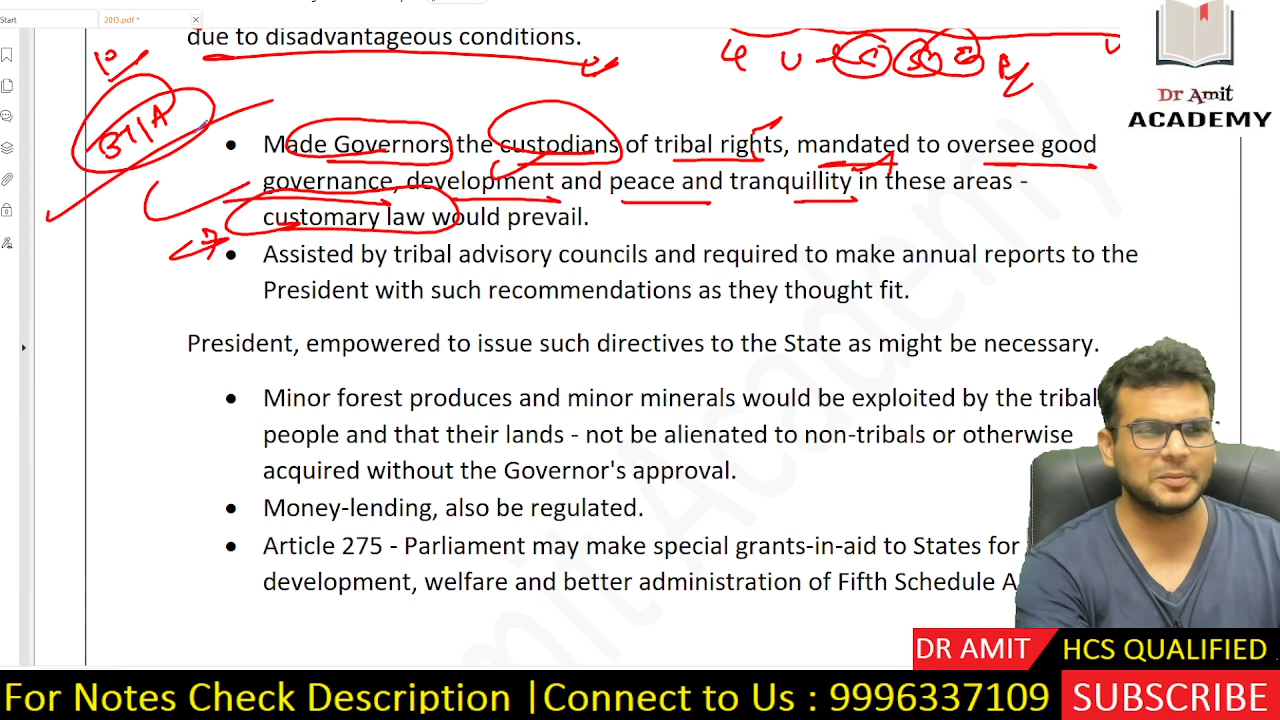 Start
2013.pdf *
due to disadvantageous conditions.
371A
Dr Amit
ACADEMY
• Made Governors the custodians of tribal rights, mandated to oversee good
governance, development and peace and tranquillity in these areas -
customary law would prevail.
• Assisted by tribal advisory councils and required to make annual reports to the
President with such recommendations as they thought fit.
President, empowered to issue such directives to the State as might be necessary.
• Minor forest produces and minor minerals would be exploited by the tribal
people and that their lands - not be alienated to non-tribals or otherwise
acquired without the Governor's approval.
• Money-lending, also be regulated.
• Article 275 - Parliament may make special grants-in-aid to States for
development, welfare and better administration of Fifth Schedule
mit Academy
DR AMIT HCS QUALIFIED
For Notes Check Description |Connect to Us : 9996337109 SUBSCRIBE